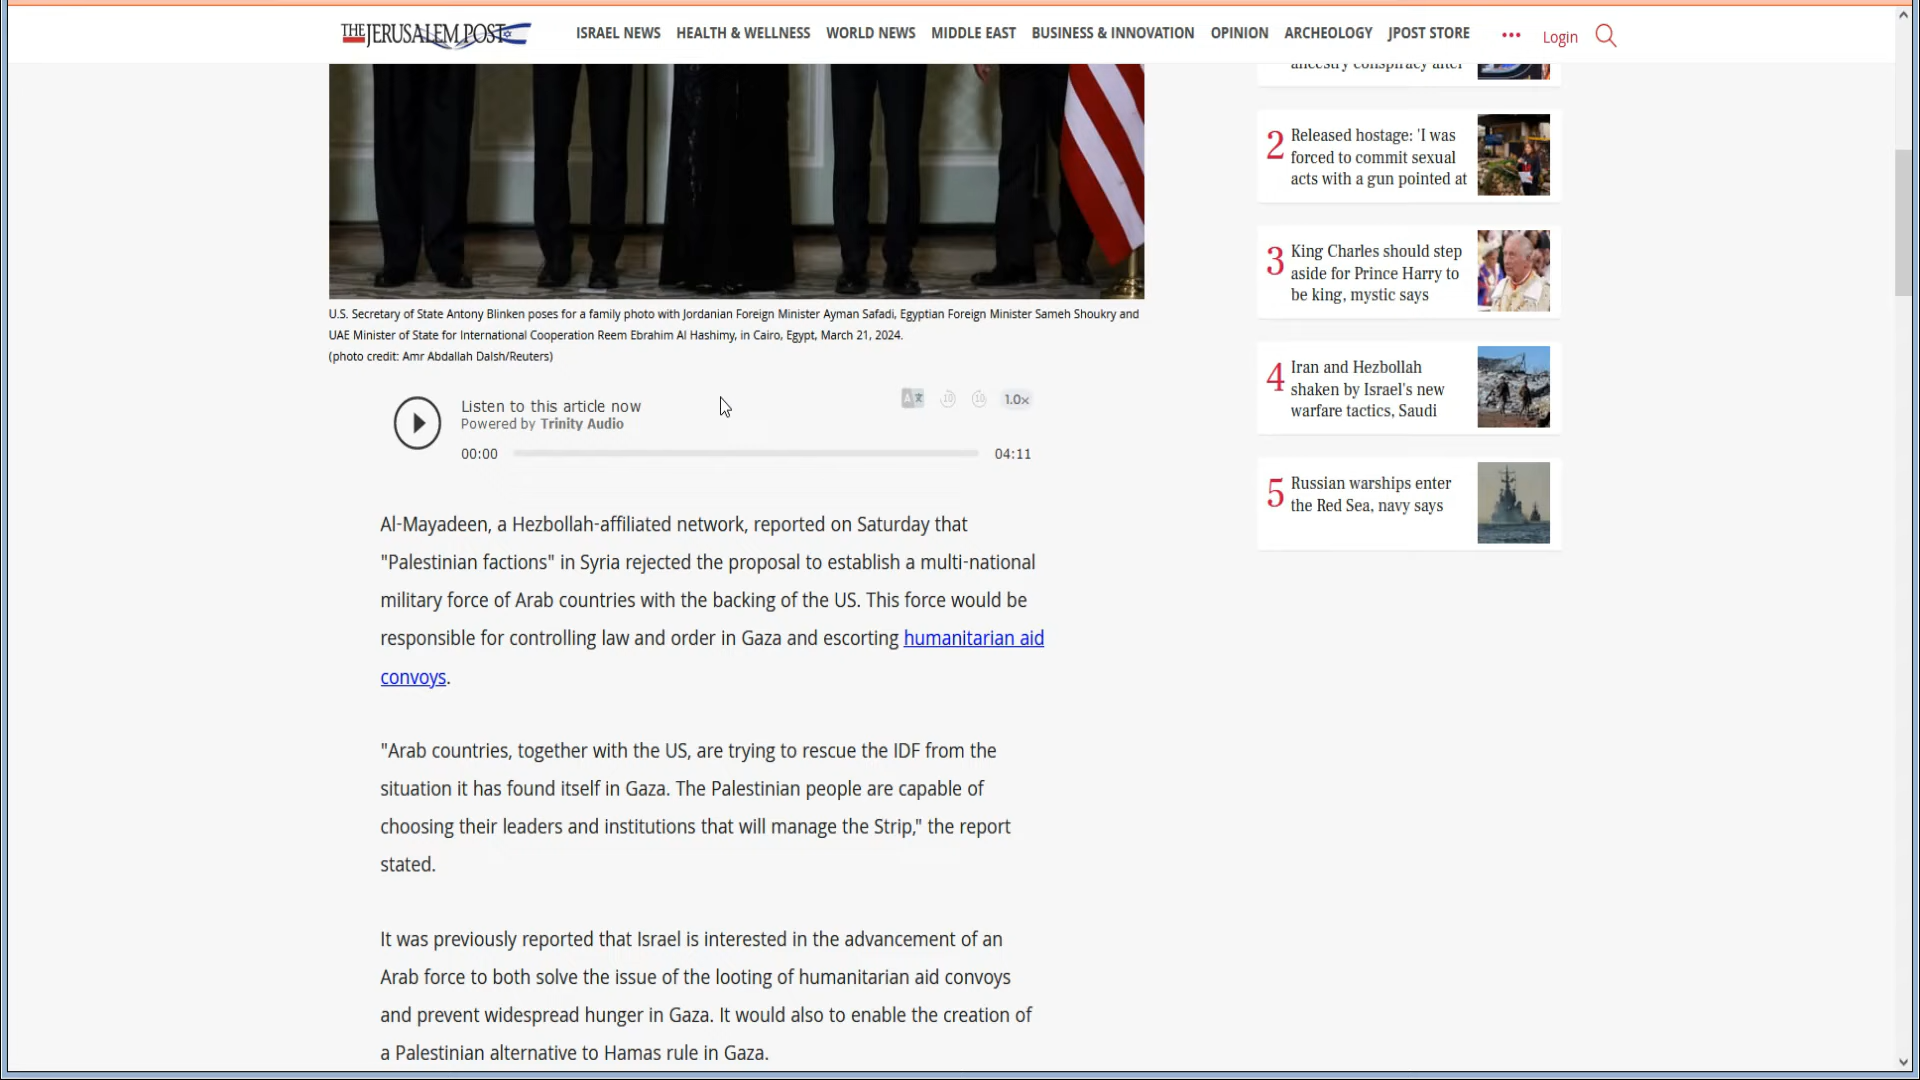 THE JERUSALEM POST
ISRAEL NEWS HEALTH & WELLNESS WORLD NEWS MIDDLE EAST BUSINESS & INNOVATION OPINION ARCHEOLOGY JPOST STORE ••• Login
ancestry conspiracy after
2 Released hostage: 'I was
forced to commit sexual
acts with a gun pointed at
3 King Charles should step
aside for Prince Harry to
be king, mystic says
4 Iran and Hezbollah
shaken by Israel's new
warfare tactics, Saudi
5 Russian warships enter
the Red Sea, navy says
U.S. Secretary of State Antony Blinken poses for a family photo with Jordanian Foreign Minister Ayman Safadi, Egyptian Foreign Minister Sameh Shoukry and
UAE Minister of State for International Cooperation Reem Ebrahim Al Hashimy, in Cairo, Egypt, March 21, 2024.
(photo credit: Amr Abdallah Dalsh/Reuters)
Listen to this article now
Powered by Trinity Audio
10 10 1.0x
00:00 04:11
Al-Mayadeen, a Hezbollah-affiliated network, reported on Saturday that
"Palestinian factions" in Syria rejected the proposal to establish a multi-national
military force of Arab countries with the backing of the US. This force would be
responsible for controlling law and order in Gaza and escorting humanitarian aid
convoys.
"Arab countries, together with the US, are trying to rescue the IDF from the
situation it has found itself in Gaza. The Palestinian people are capable of
choosing their leaders and institutions that will manage the Strip," the report
stated.
It was previously reported that Israel is interested in the advancement of an
Arab force to both solve the issue of the looting of humanitarian aid convoys
and prevent widespread hunger in Gaza. It would also to enable the creation of
a Palestinian alternative to Hamas rule in Gaza.